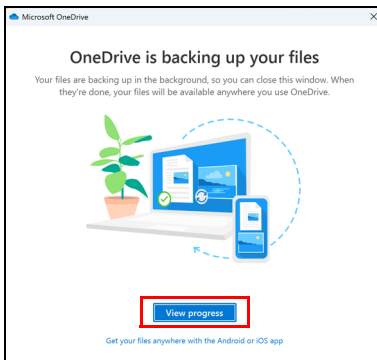 Microsoft OneDrive
OneDrive is backing up your files
Your files are backing up in the background, so you can close this window. When
they're done, your files will be available anywhere you use OneDrive.
View progress
Get your files anywhere with the Android or iOS app